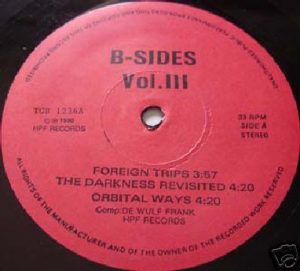 B-SIDES
Vol.III
TCB 1236A
HPF RECORDS
33 RPM
SIDE A
STEREO
FOREIGN TRIPS 3:57
THE DARKNESS REVISITED 4:20
ORBITAL WAYS 4:20
Comp:DE WULF FRANK
HPF RECORDS
ALL RIGHTS OF THE MANUFACTURER AND OF THE OWNER OF THE RECORDED WORK RESERVED